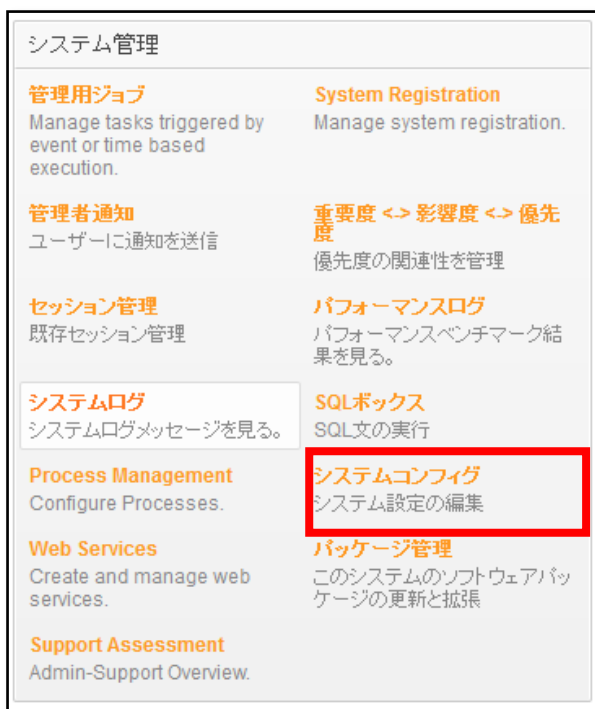 システム管理
管理用ジョブ
Manage tasks triggered by
event or time based
execution.
System Registration
Manage system registration.
管理者通知
ユーザーに通知を送信
重要度 <-> 影響度 <-> 優先
度
優先度の関連性を管理
セッション管理
既存セッション管理
パフォーマンスログ
パフォーマンスベンチマーク結
果を見る。
システムログ
システムログメッセージを見る。
SQLボックス
SQL文の実行
Process Management
Configure Processes.
システムコンフィグ
システム設定の編集
Web Services
Create and manage web
services.
パッケージ管理
このシステムのソフトウェアパッ
ケージの更新と拡張
Support Assessment
Admin-Support Overview.